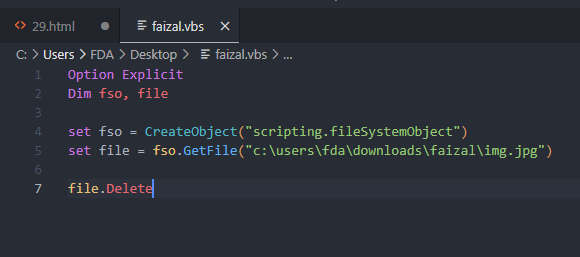 <> 29.html
faizal.vbs ×
C: > Users > FDA > Desktop > faizal.vbs > ...
1 Option Explicit
2 Dim fso, file
3
4 set fso = CreateObject("scripting.fileSystemObject")
5 set file = fso.GetFile("c:\users\fda\downloads\faizal\img.jpg")
6
7 file.Delete